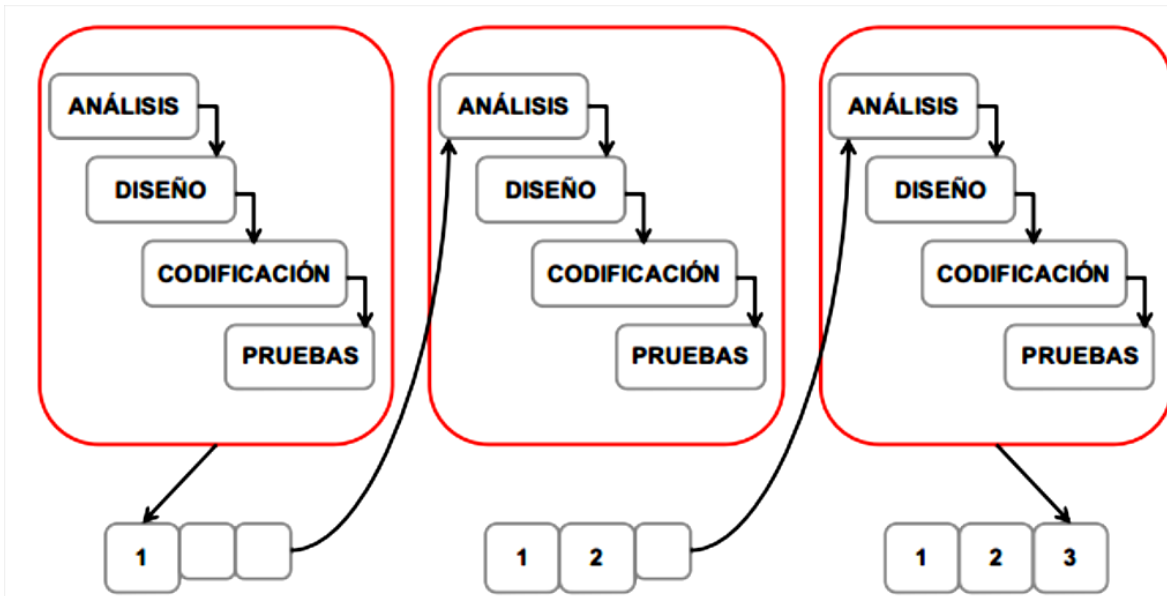 ANÁLISIS
DISEÑO
CODIFICACIÓN
PRUEBAS
1
ANÁLISIS
DISEÑO
CODIFICACIÓN
PRUEBAS
1 2
ANÁLISIS
DISEÑO
CODIFICACIÓN
PRUEBAS
1 2 3